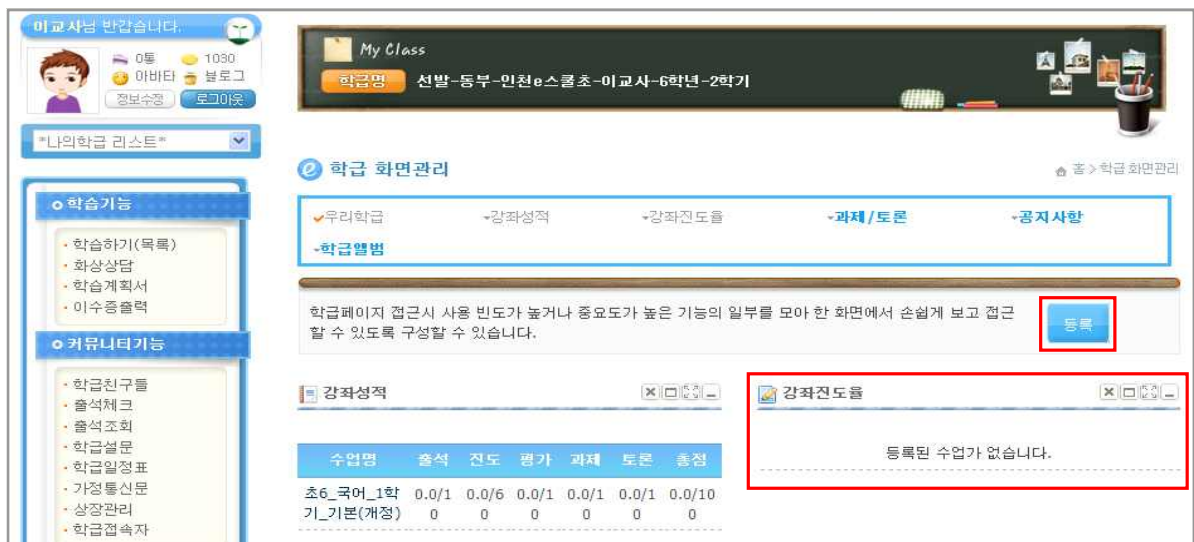 이교사님 반갑습니다.
0통 1030
아바타 블로그
정보수정 로그아웃
*나의학급 리스트*
학습기능
학습하기(목록)
화상상담
학습계획서
이수증출력
커뮤니티기능
학급친구들
출석체크
출석조회
학급설문
학급일정표
가정통신문
상장관리
학급접속자
My Class
학급명 선발-동부-인천e스쿨초-이교사-6학년-2학기
학급 화면관리
홈 > 학급 화면관리
우리학급 강좌성적 강좌진도율 과제/토론 공지사항
학급앨범
학급페이지 접근시 사용 빈도가 높거나 중요도가 높은 기능의 일부를 모아 한 화면에서 손쉽게 보고 접근
할 수 있도록 구성할 수 있습니다.
등록
강좌성적
수업명 출석 진도 평가 과제 토론 총점
초6_국어_1학 0.0/1 0.0/6 0.0/1 0.0/1 0.0/1 0.0/10
기_기본(개정) 0 0 0 0 0 0
강좌진도율
등록된 수업가 없습니다.